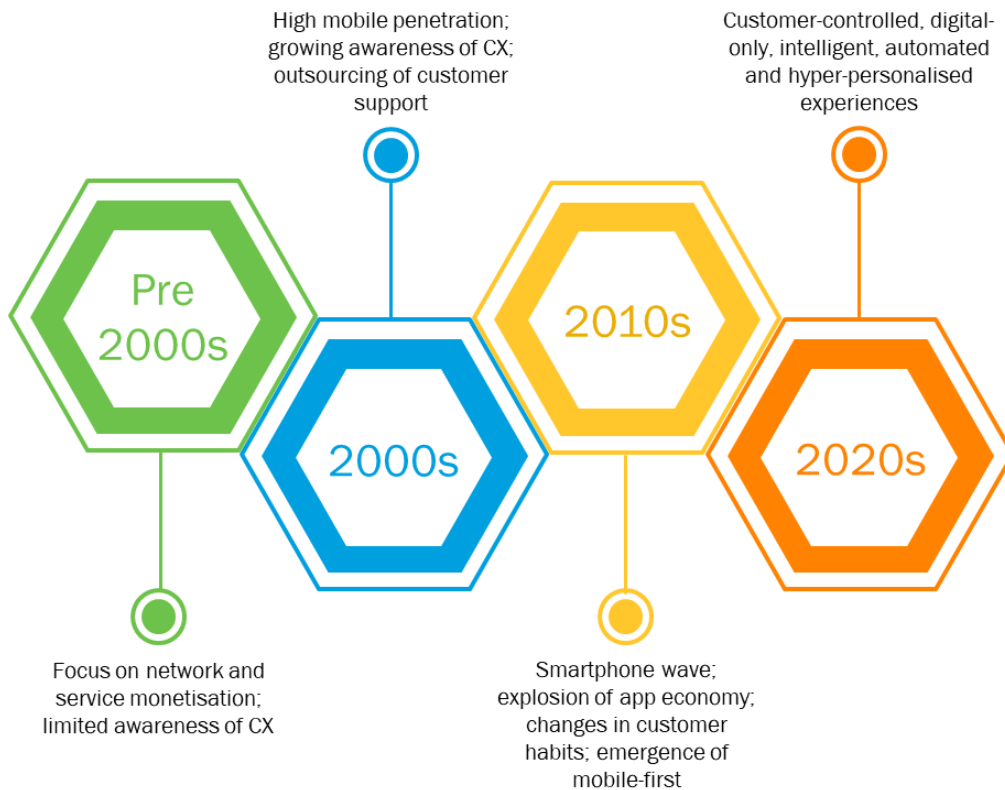 High mobile penetration;
growing awareness of CX;
outsourcing of customer
support
Customer-controlled, digital-
only, intelligent, automated
and hyper-personalised
experiences
Pre
2000s
2000s
2010s
2020s
Focus on network and
service monetisation;
limited awareness of CX
Smartphone wave;
explosion of app economy;
changes in customer
habits; emergence of
mobile-first